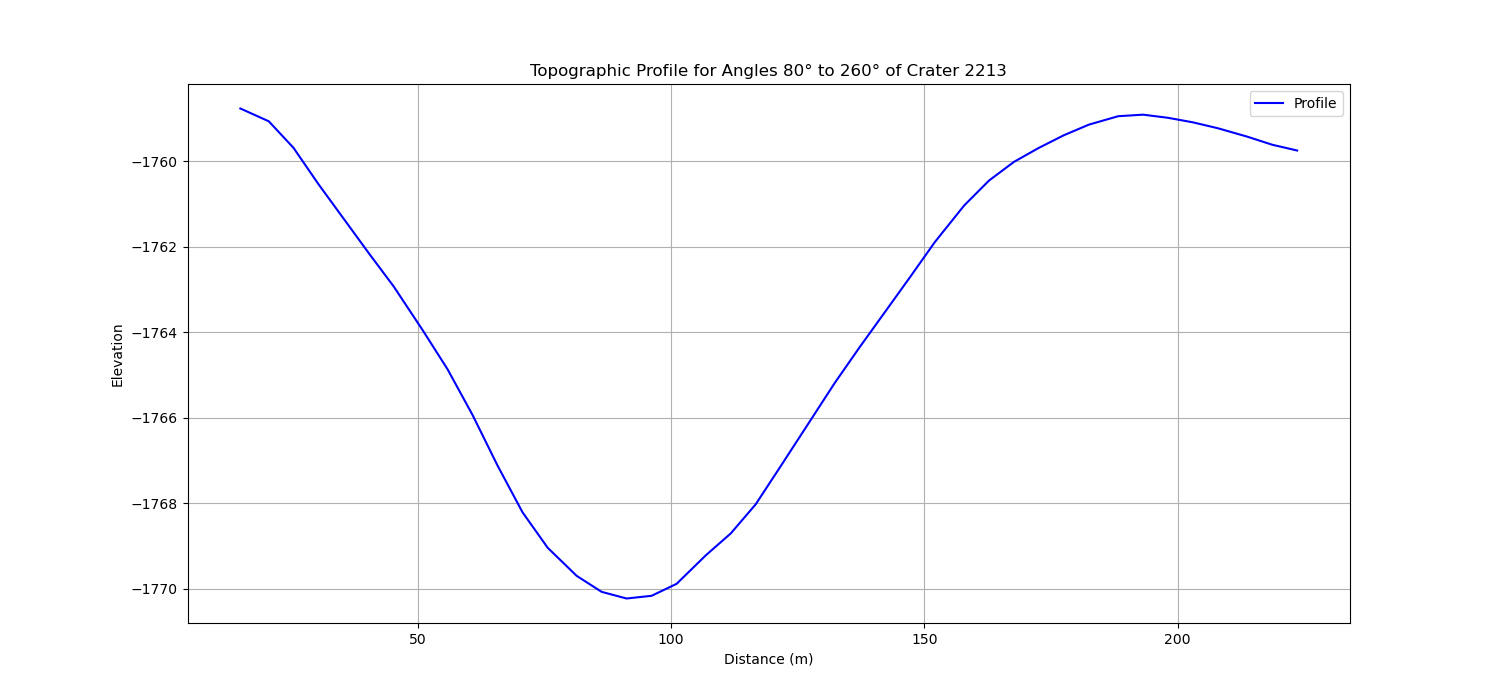 Topographic Profile for Angles 80° to 260° of Crater 2213
Profile
−1760
−1762
−1764
−1766
−1768
−1770
Elevation
50
100
150
200
Distance (m)